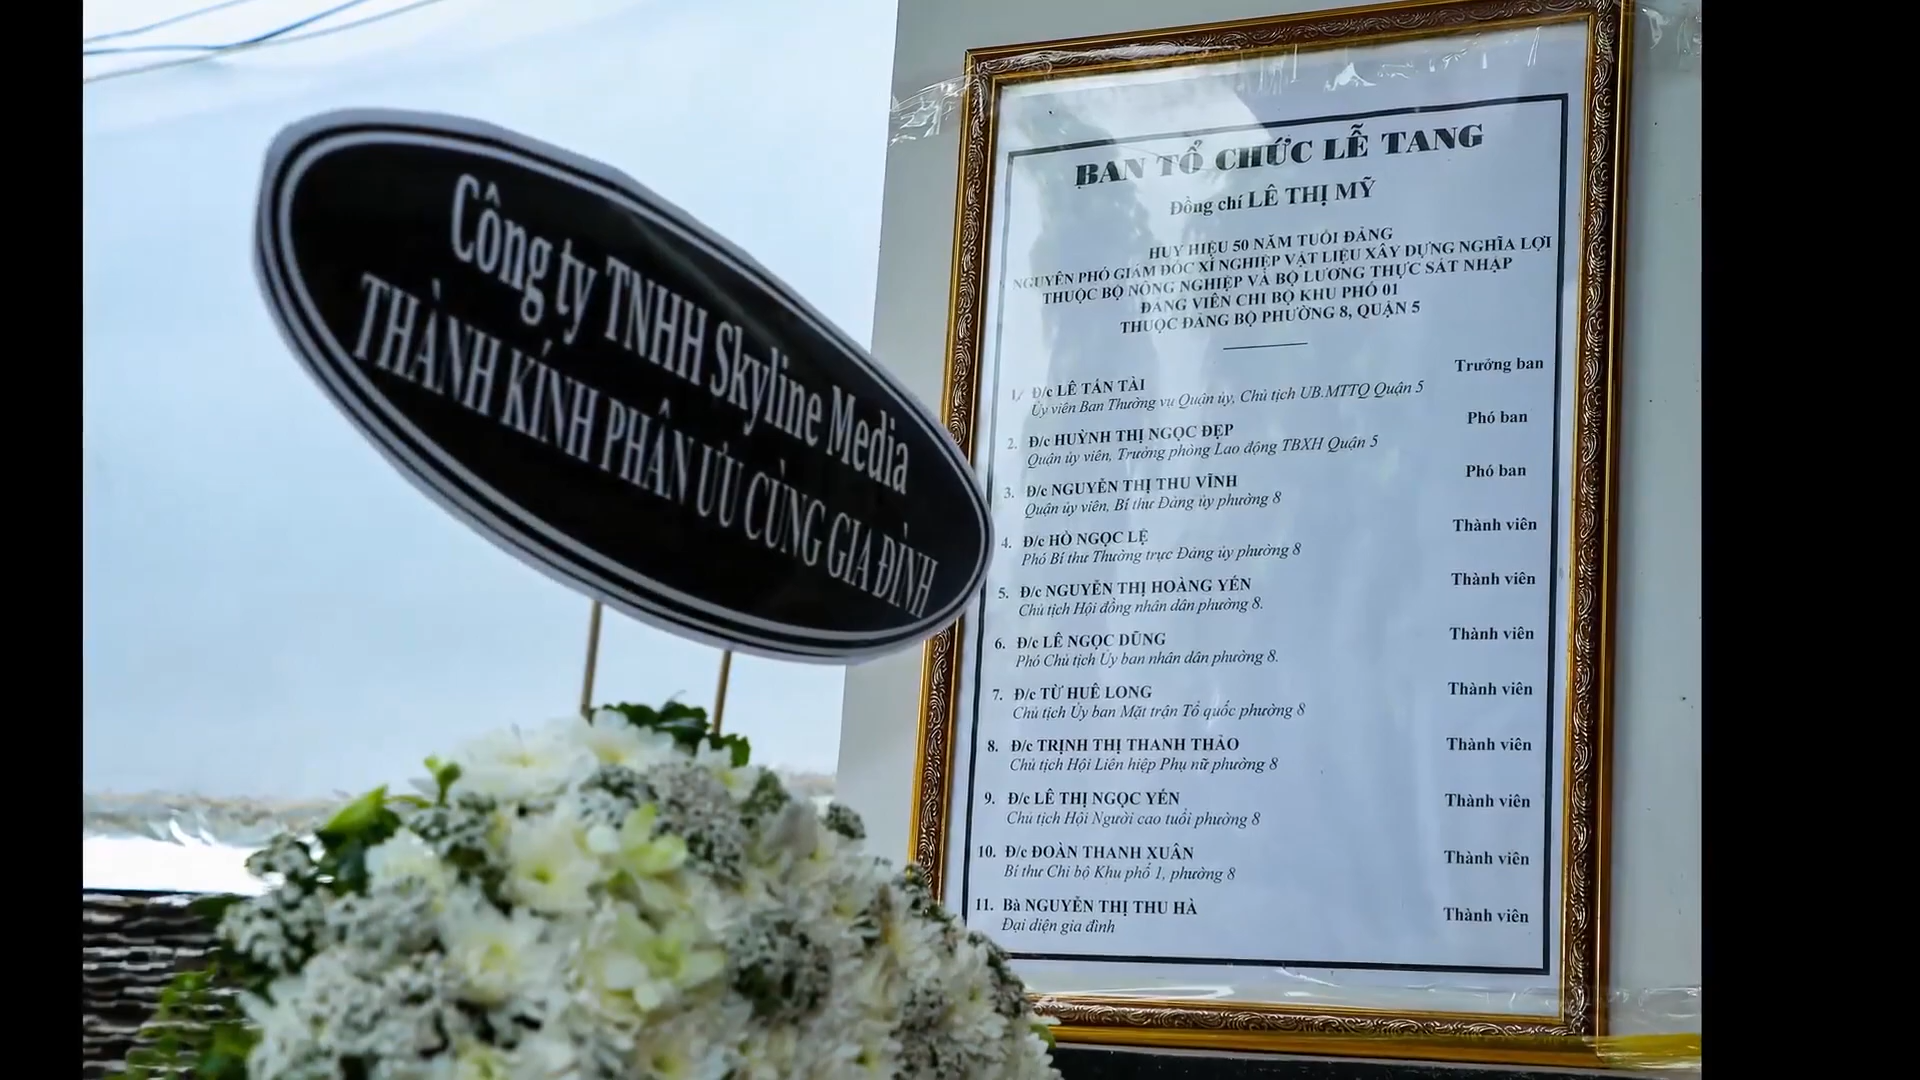 Công ty TNHH Skyline Media
THÀNH KÍNH PHÂN ƯU CÙNG GIA ĐÌNH
BAN TỔ CHỨC LỄ TANG
Đồng chí LÊ THỊ MỸ
HUY HIỆU 50 NĂM TUỔI ĐẢNG
NGUYÊN PHÓ GIÁM ĐỐC XÍ NGHIỆP VẬT LIỆU XÂY DỰNG NGHĨA LỢI
THUỘC BỘ NÔNG NGHIỆP VÀ BỘ LƯƠNG THỰC SÁT NHẬP
ĐẢNG VIÊN CHI BỘ KHU PHỐ 01
THUỘC ĐẢNG BỘ PHƯỜNG 8, QUẬN 5
1/ Đ/c LÊ TẤN TÀI Trưởng ban
Ủy viên Ban Thường vụ Quận ủy, Chủ tịch UB.MTTQ Quận 5
2. Đ/c HUỲNH THỊ NGỌC ĐẸP Phó ban
Quận ủy viên, Trưởng phòng Lao động TBXH Quận 5
3. Đ/c NGUYỄN THỊ THU VĨNH Phó ban
Quận ủy viên, Bí thư Đảng ủy phường 8
4. Đ/c HỒ NGỌC LỆ Thành viên
Phó Bí thư Thường trực Đảng ủy phường 8
5. Đ/c NGUYỄN THỊ HOÀNG YẾN Thành viên
Chủ tịch Hội đồng nhân dân phường 8.
6. Đ/c LÊ NGỌC DŨNG Thành viên
Phó Chủ tịch Ủy ban nhân dân phường 8.
7. Đ/c TỪ HUÊ LONG Thành viên
Chủ tịch Ủy ban Mặt trận Tổ quốc phường 8
8. Đ/c TRỊNH THỊ THANH THẢO Thành viên
Chủ tịch Hội Liên hiệp Phụ nữ phường 8
9. Đ/c LÊ THỊ NGỌC YẾN Thành viên
Chủ tịch Hội Người cao tuổi phường 8
10. Đ/c ĐOÀN THANH XUÂN Thành viên
Bí thư Chi bộ Khu phố 1, phường 8
11. Bà NGUYỄN THỊ THU HÀ Thành viên
Đại diện gia đình